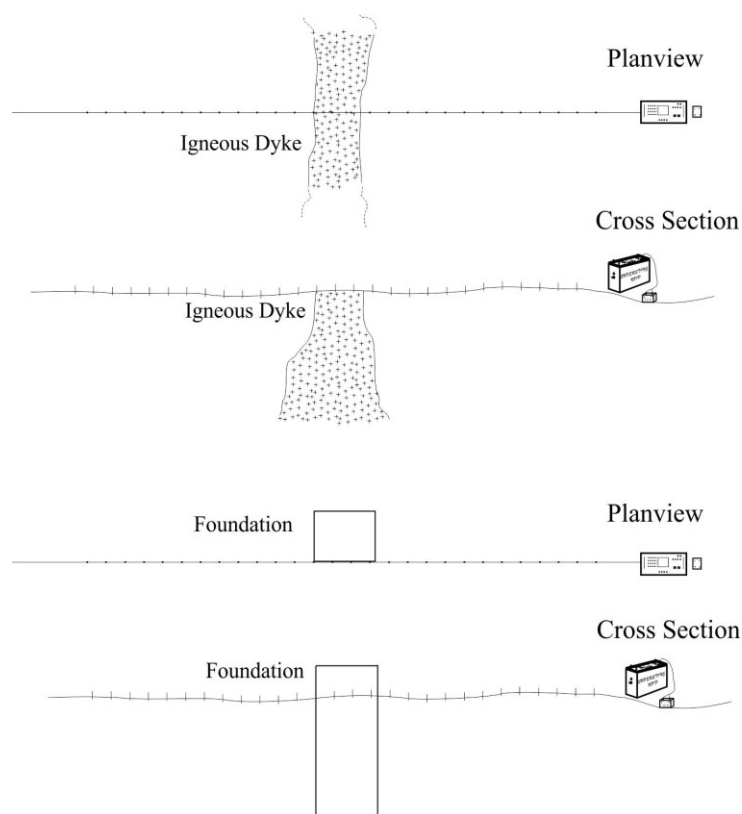 Planview
Igneous Dyke
Cross Section
Igneous Dyke
Foundation
Planview
Cross Section
Foundation